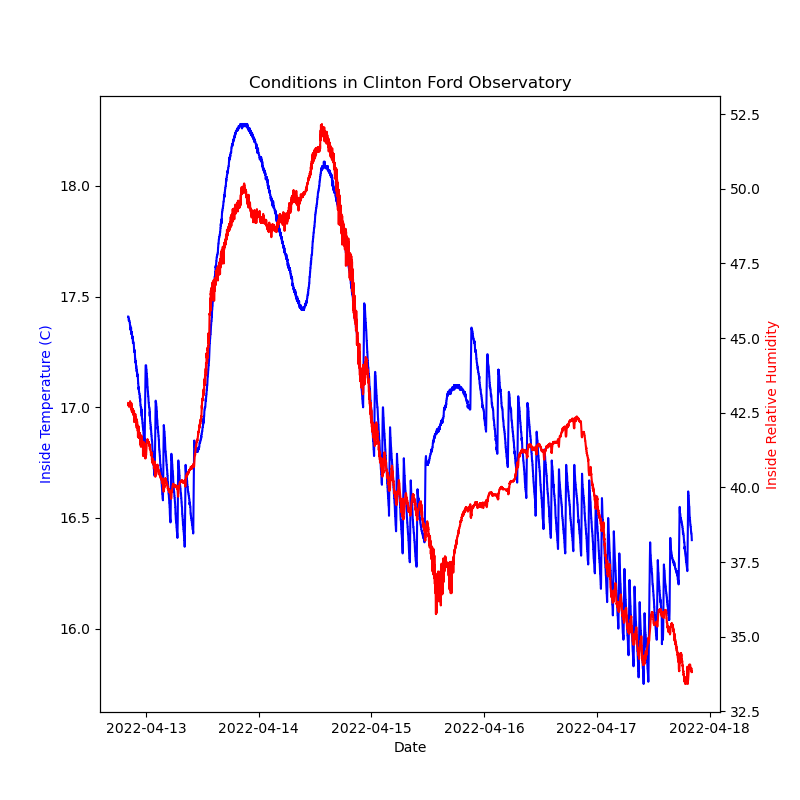 Conditions in Clinton Ford Observatory
Inside Temperature (C)
18.0
17.5
17.0
16.5
16.0
52.5
50.0
47.5
45.0
42.5
40.0
37.5
35.0
32.5
Inside Relative Humidity
2022-04-13 2022-04-14 2022-04-15 2022-04-16 2022-04-17 2022-04-18
Date